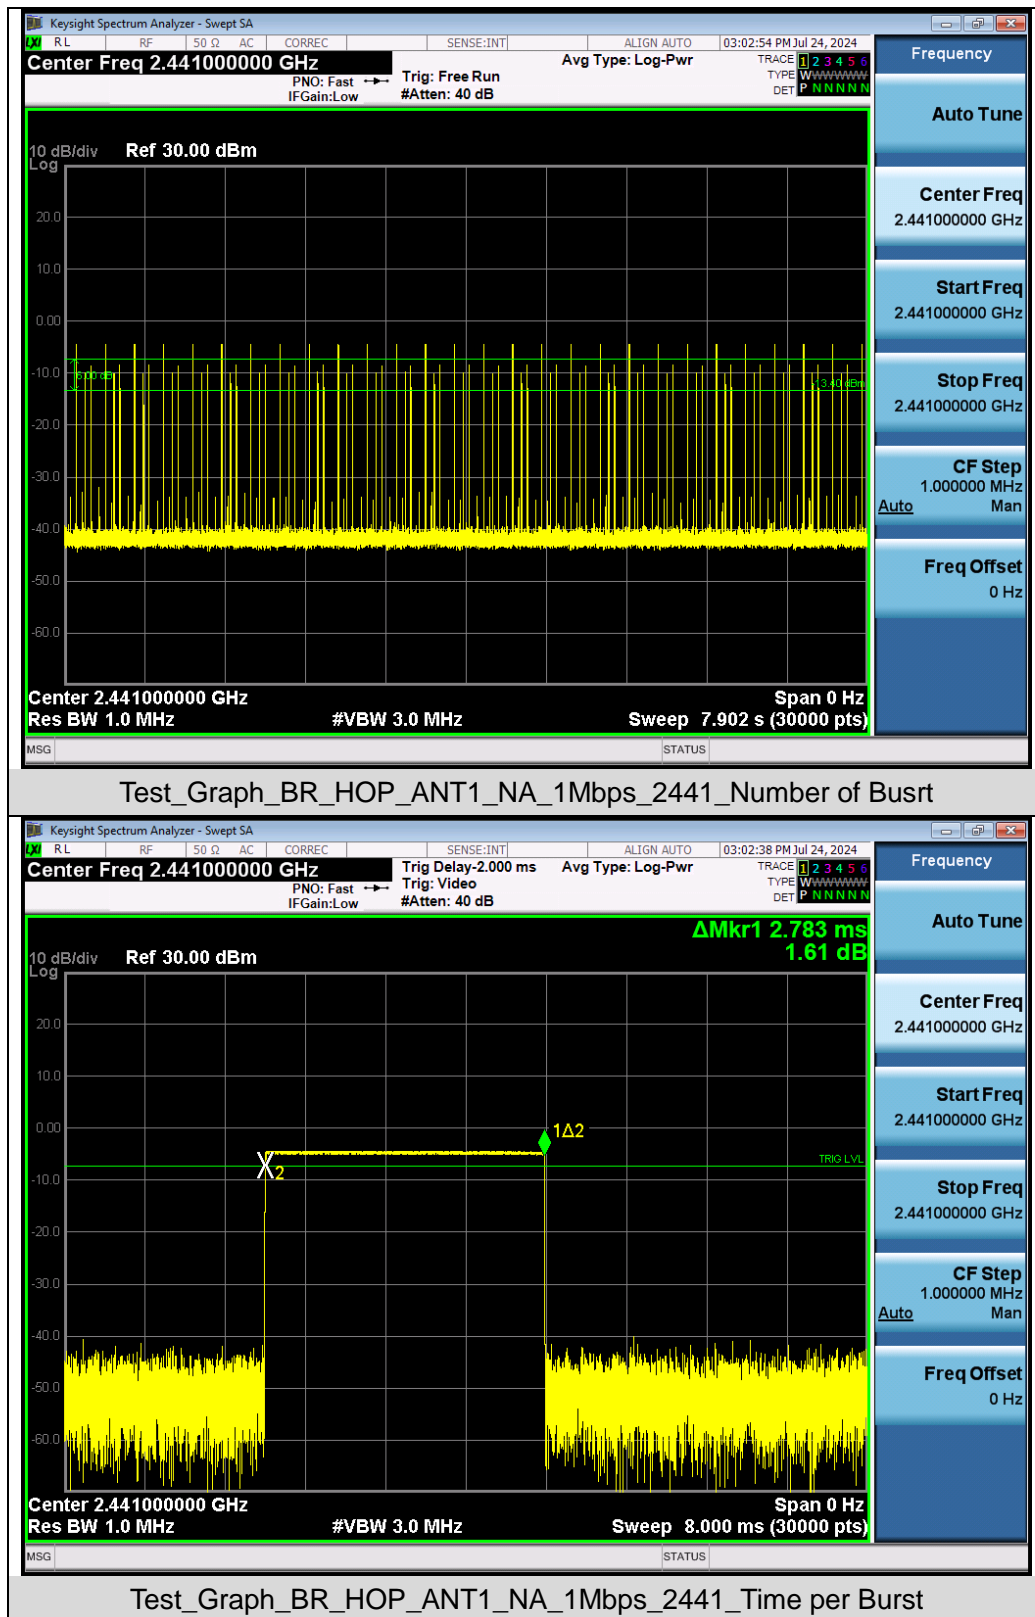 Keysight Spectrum Analyzer - Swept SA
LXI RL RF 50 Ω AC CORREC SENSE:INT ALIGN AUTO 03:02:54 PM Jul 24, 2024
Center Freq 2.441000000 GHz
PNO: Fast
IFGain:Low
Trig: Free Run
#Atten: 40 dB
Avg Type: Log-Pwr
TRACE 1 2 3 4 5 6
TYPE W
DET P N N N N N
Frequency
Auto Tune
Center Freq
2.441000000 GHz
Start Freq
2.441000000 GHz
Stop Freq
2.441000000 GHz
CF Step
1.000000 MHz
Auto Man
Freq Offset
0 Hz
10 dB/div Ref 30.00 dBm
Log
20.0
10.0
0.00
-10.0
-20.0
-30.0
-40.0
-50.0
-60.0
6.00 dB
-13.40 dBm
Center 2.441000000 GHz Span 0 Hz
Res BW 1.0 MHz #VBW 3.0 MHz Sweep 7.902 s (30000 pts)
MSG STATUS
Test_Graph_BR_HOP_ANT1_NA_1Mbps_2441_Number of Busrt
Keysight Spectrum Analyzer - Swept SA
LXI RL RF 50 Ω AC CORREC SENSE:INT ALIGN AUTO 03:02:38 PM Jul 24, 2024
Center Freq 2.441000000 GHz
PNO: Fast
IFGain:Low
Trig Delay-2.000 ms
Trig: Video
#Atten: 40 dB
Avg Type: Log-Pwr
TRACE 1 2 3 4 5 6
TYPE W
DET P N N N N N
Frequency
Auto Tune
Center Freq
2.441000000 GHz
Start Freq
2.441000000 GHz
Stop Freq
2.441000000 GHz
CF Step
1.000000 MHz
Auto Man
Freq Offset
0 Hz
ΔMkr1 2.783 ms
1.61 dB
10 dB/div Ref 30.00 dBm
Log
20.0
10.0
0.00
-10.0
-20.0
-30.0
-40.0
-50.0
-60.0
1Δ2
2
TRIG LVL
Center 2.441000000 GHz Span 0 Hz
Res BW 1.0 MHz #VBW 3.0 MHz Sweep 8.000 ms (30000 pts)
MSG STATUS
Test_Graph_BR_HOP_ANT1_NA_1Mbps_2441_Time per Burst